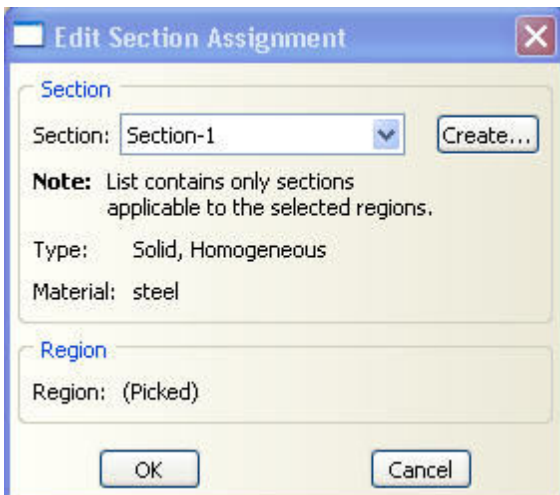 Edit Section Assignment
Section
Section: Section-1 Create...
Note: List contains only sections
applicable to the selected regions.
Type: Solid, Homogeneous
Material: steel
Region
Region: (Picked)
OK Cancel